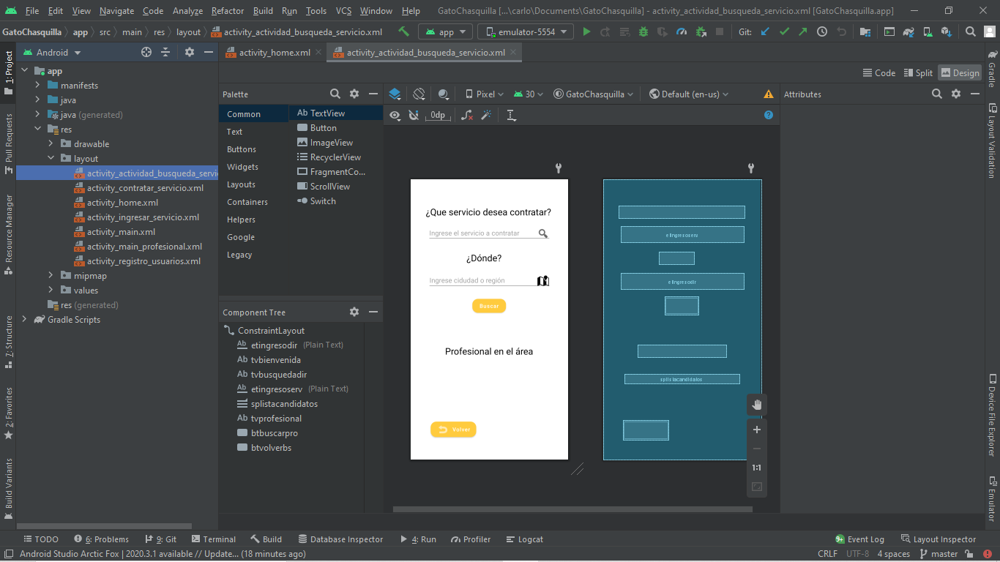 File Edit View Navigate Code Analyze Refactor Build Run Tools VCS Window Help GatoChasquilla [...\carlo\Documents\GatoChasquilla] - activity_actividad_busqueda_servicio.xml [GatoChasquilla.app]
GatoChasquilla app src main res layout activity_actividad_busqueda_servicio.xml app emulator-5554 Git:
Android
activity_home.xml
activity_actividad_busqueda_servicio.xml
Code Split Design
1: Project
Pull Requests
Resource Manager
7: Structure
2: Favorites
Build Variants
app
manifests
java
java (generated)
res
drawable
layout
activity_actividad_busqueda_servi
activity_contratar_servicio.xml
activity_home.xml
activity_ingresar_servicio.xml
activity_main.xml
activity_main_profesional.xml
activity_registro_usuarios.xml
mipmap
values
res (generated)
Gradle Scripts
Palette
Common
Text
Buttons
Widgets
Layouts
Containers
Helpers
Google
Legacy
Ab TextView
Button
ImageView
RecyclerView
FragmentCo...
ScrollView
Switch
Component Tree
ConstraintLayout
Ab etingresodir (Plain Text)
Ab tvbienvenida
Ab tvbusquedadir
Ab etingresoserv (Plain Text)
splistacandidatos
Ab tvprofesional
btbuscarpro
btvolverbs
Pixel 30 GatoChasquilla Default (en-us)
0dp
¿Que servicio desea contratar?
Ingrese el servicio a contratar
¿Dónde?
Ingrese cidudad o región
Buscar
Profesional en el área
Volver
etingresoserv
etingresodir
splistacandidatos
1:1
Attributes
Gradle
Layout Validation
Device File Explorer
Emulator
TODO 6: Problems 9: Git Terminal Build Database Inspector 4: Run Profiler Logcat 9+ Event Log Layout Inspector
Android Studio Arctic Fox | 2020.3.1 available // Update... (18 minutes ago) CRLF UTF-8 4 spaces master